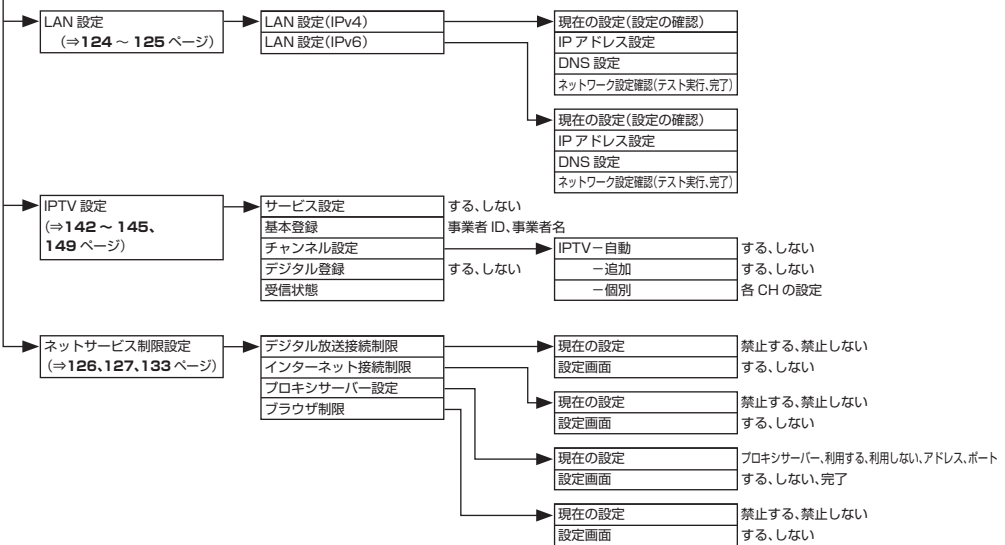 LAN 設定
(⇒124 ~ 125 ページ)
LAN 設定(IPv4)
LAN 設定(IPv6)
現在の設定(設定の確認)
IP アドレス設定
DNS 設定
ネットワーク設定確認(テスト実行、完了)
現在の設定(設定の確認)
IP アドレス設定
DNS 設定
ネットワーク設定確認(テスト実行、完了)
IPTV 設定
(⇒142 ~ 145、
149 ページ)
サービス設定 する、しない
基本登録 事業者 ID、事業者名
チャンネル設定
デジタル登録 する、しない
受信状態
IPTV−自動 する、しない
−追加 する、しない
−個別 各 CH の設定
ネットサービス制限設定
(⇒126、127、133 ページ)
デジタル放送接続制限
インターネット接続制限
プロキシサーバー設定
ブラウザ制限
現在の設定 禁止する、禁止しない
設定画面 する、しない
現在の設定 禁止する、禁止しない
設定画面 する、しない
現在の設定 プロキシサーバー、利用する、利用しない、アドレス、ポート
設定画面 する、しない、完了
現在の設定 禁止する、禁止しない
設定画面 する、しない